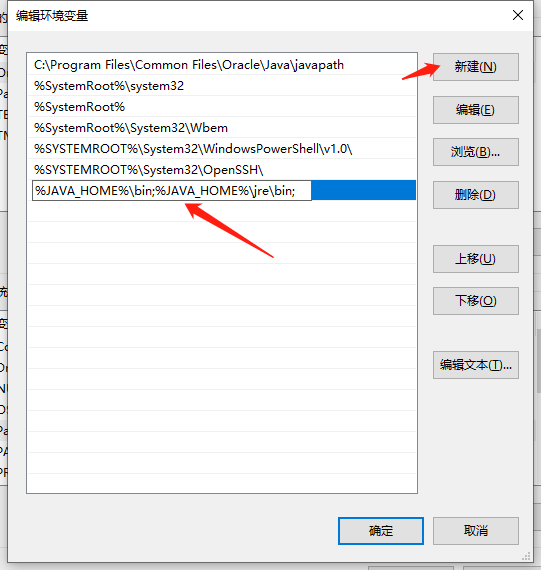 编辑环境变量
C:\Program Files\Common Files\Oracle\Java\javapath
%SystemRoot%\system32
%SystemRoot%
%SystemRoot%\System32\Wbem
%SYSTEMROOT%\System32\WindowsPowerShell\v1.0\
%SYSTEMROOT%\System32\OpenSSH\
%JAVA_HOME%\bin;%JAVA_HOME%\jre\bin;
新建(N)
编辑(E)
浏览(B)...
删除(D)
上移(U)
下移(O)
编辑文本(T)...
确定
取消